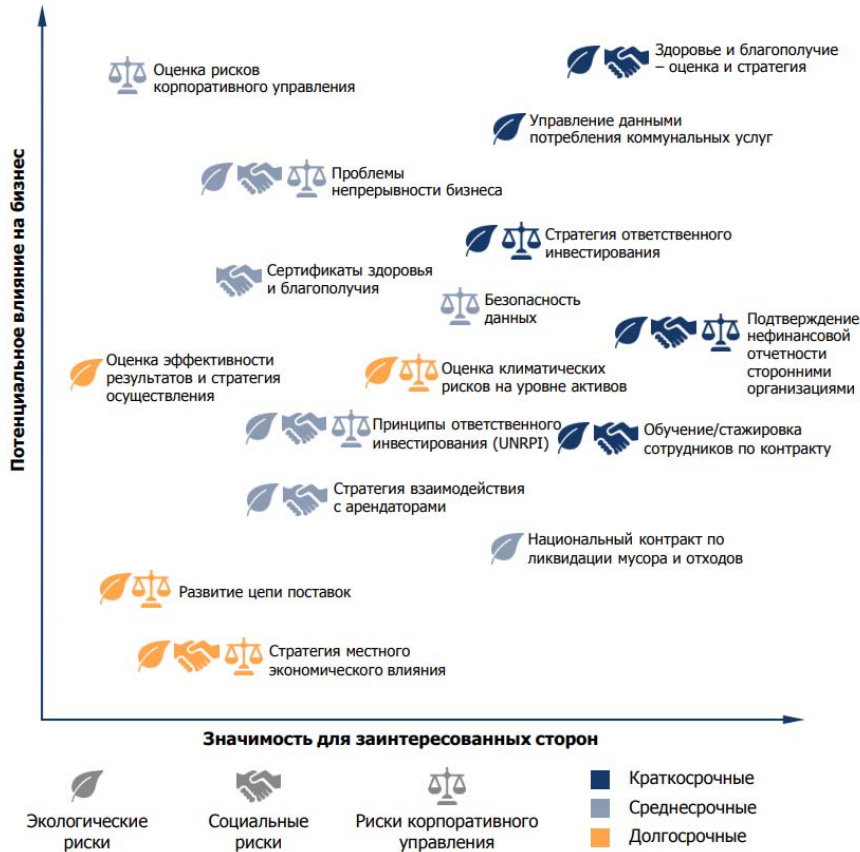 Потенциальное влияние на бизнес
Оценка рисков
корпоративного управления
Здоровье и благополучие
– оценка и стратегия
Управление данными
потребления коммунальных услуг
Проблемы
непрерывности бизнеса
Стратегия ответственного
инвестирования
Сертификаты здоровья
и благополучия
Безопасность
данных
Подтверждение
нефинансовой
отчетности
сторонними
организациями
Оценка эффективности
результатов и стратегия
осуществления
Оценка климатических
рисков на уровне активов
Принципы ответственного
инвестирования (UNRPI)
Обучение/стажировка
сотрудников по контракту
Стратегия взаимодействия
с арендаторами
Национальный контракт по
ликвидации мусора и отходов
Развитие цепи поставок
Стратегия местного
экономического влияния
Значимость для заинтересованных сторон
Экологические
риски
Социальные
риски
Риски корпоративного
управления
Краткосрочные
Среднесрочные
Долгосрочные